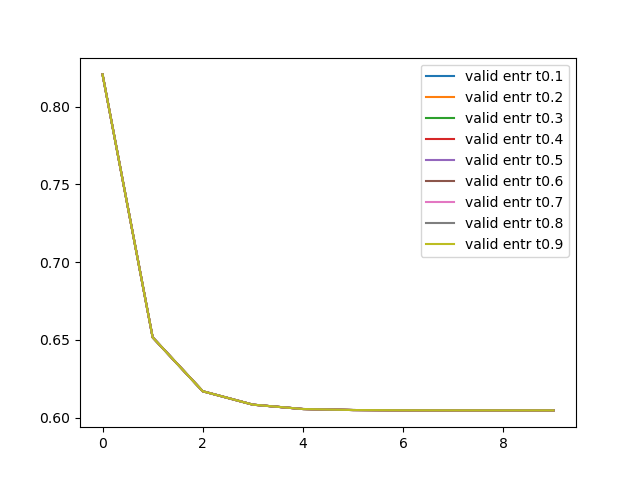 0.80
0.75
0.70
0.65
0.60
0 2 4 6 8
valid entr t0.1
valid entr t0.2
valid entr t0.3
valid entr t0.4
valid entr t0.5
valid entr t0.6
valid entr t0.7
valid entr t0.8
valid entr t0.9